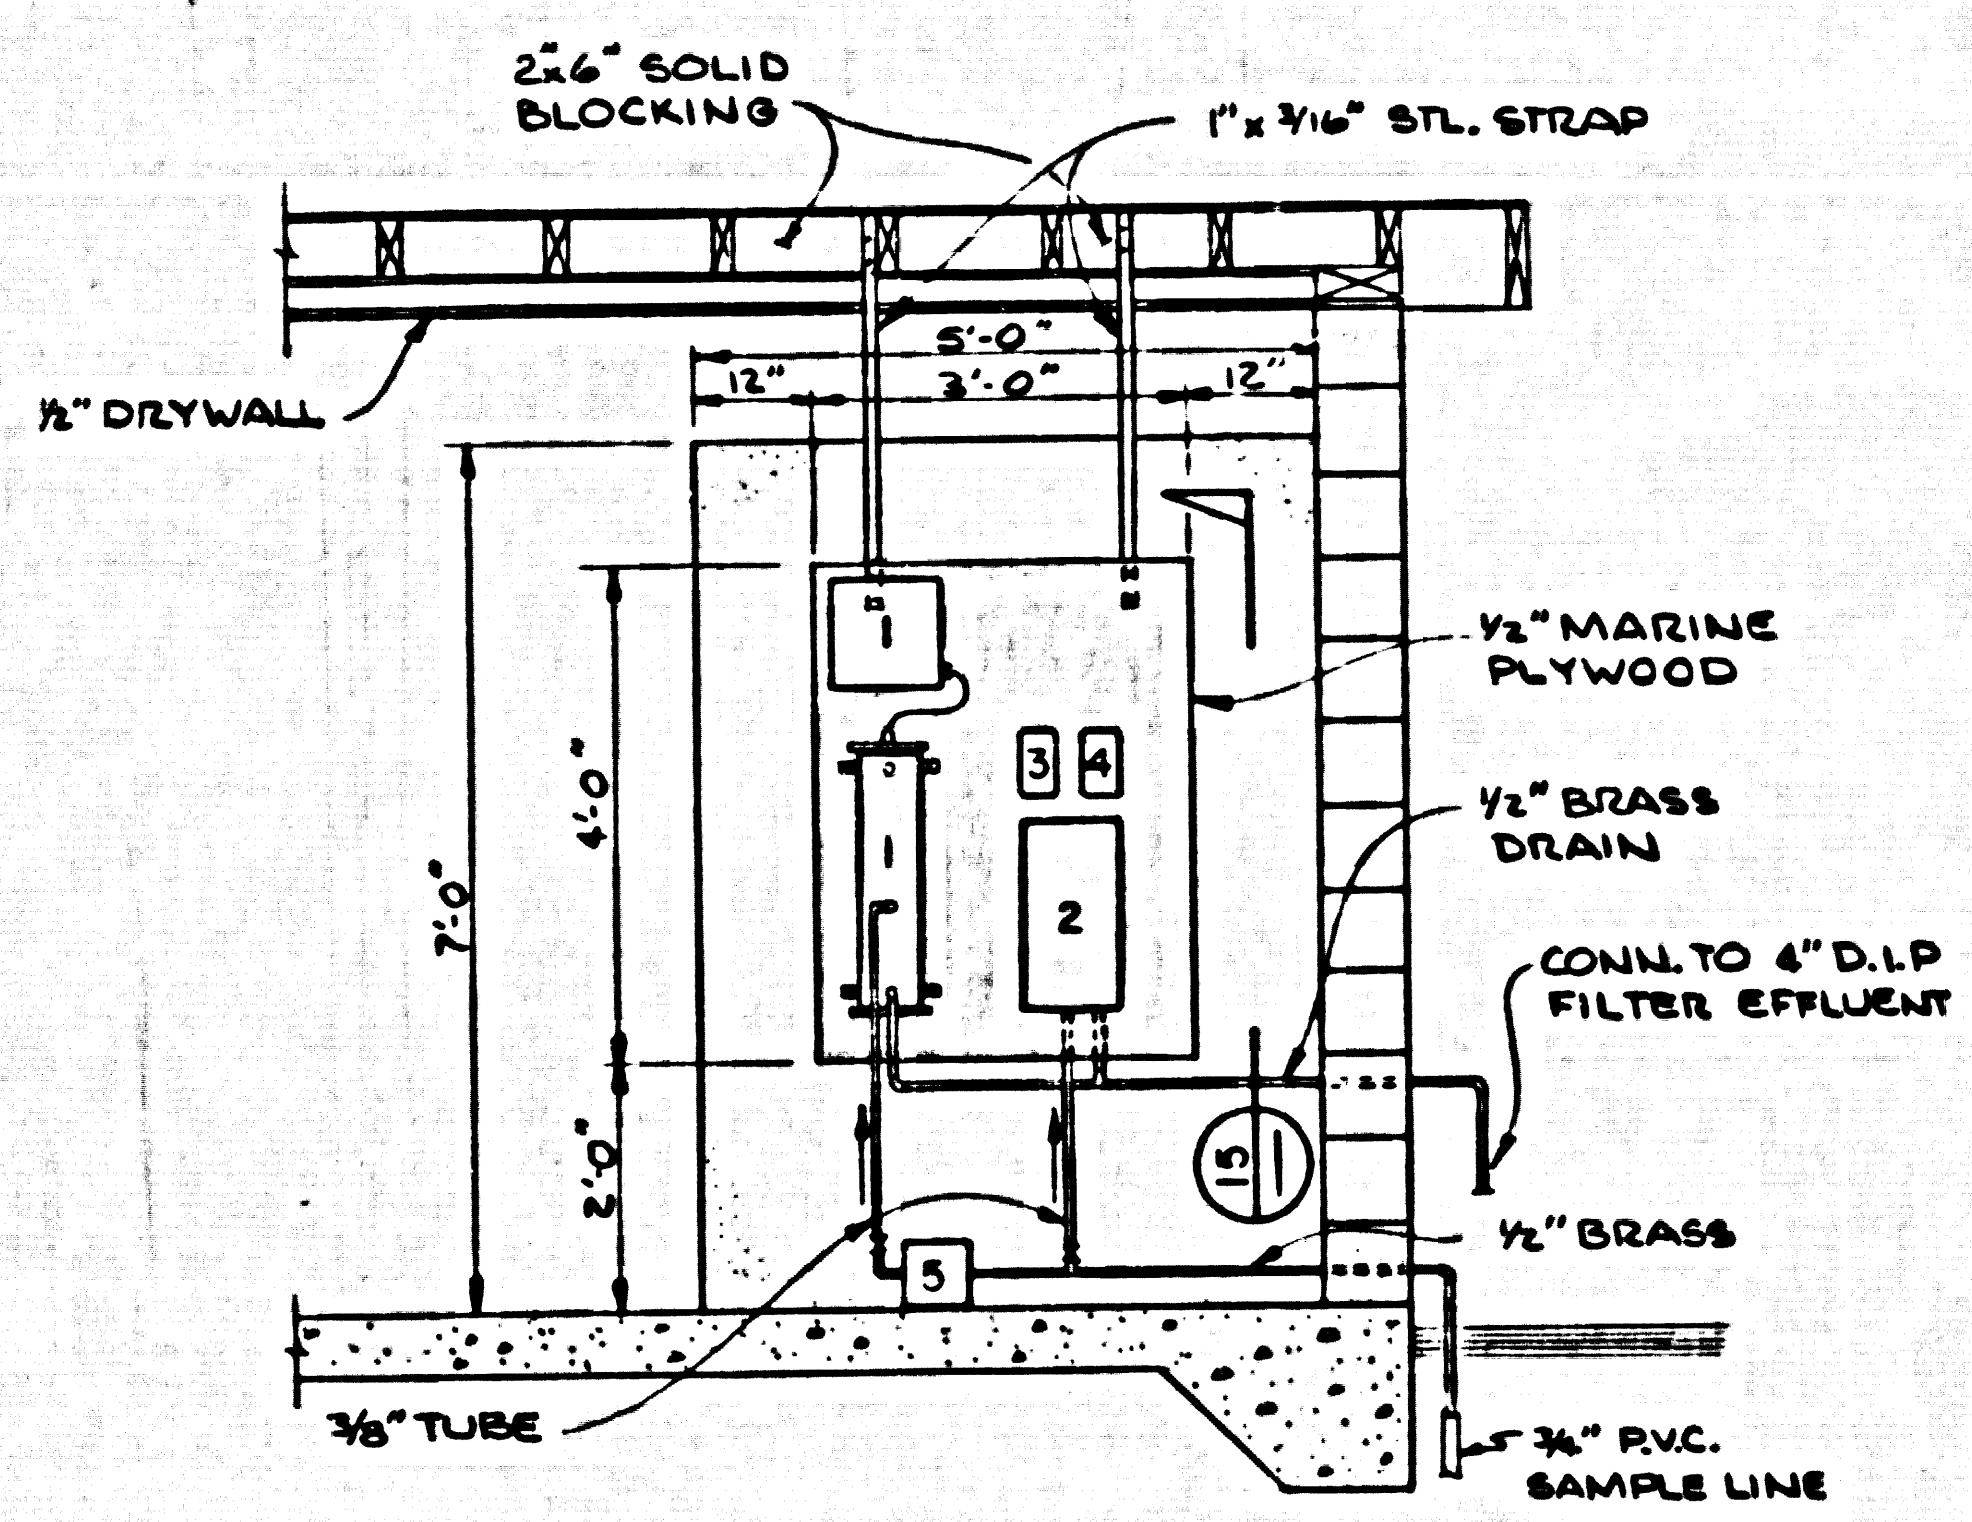 2"x6" SOLID
BLOCKING
1" x 3/16" STL. STRAP
5'-0"
12"
3'-0"
12"
1/2" DRYWALL
1
1/2" MARINE
PLYWOOD
3
4
4'-0"
1/2" BRASS
DRAIN
1
2
7'-0"
CONN. TO 4" D.I.P
FILTER EFFLUENT
2'-0"
15
1
1/2" BRASS
5
3/8" TUBE
3/4" P.V.C.
SAMPLE LINE